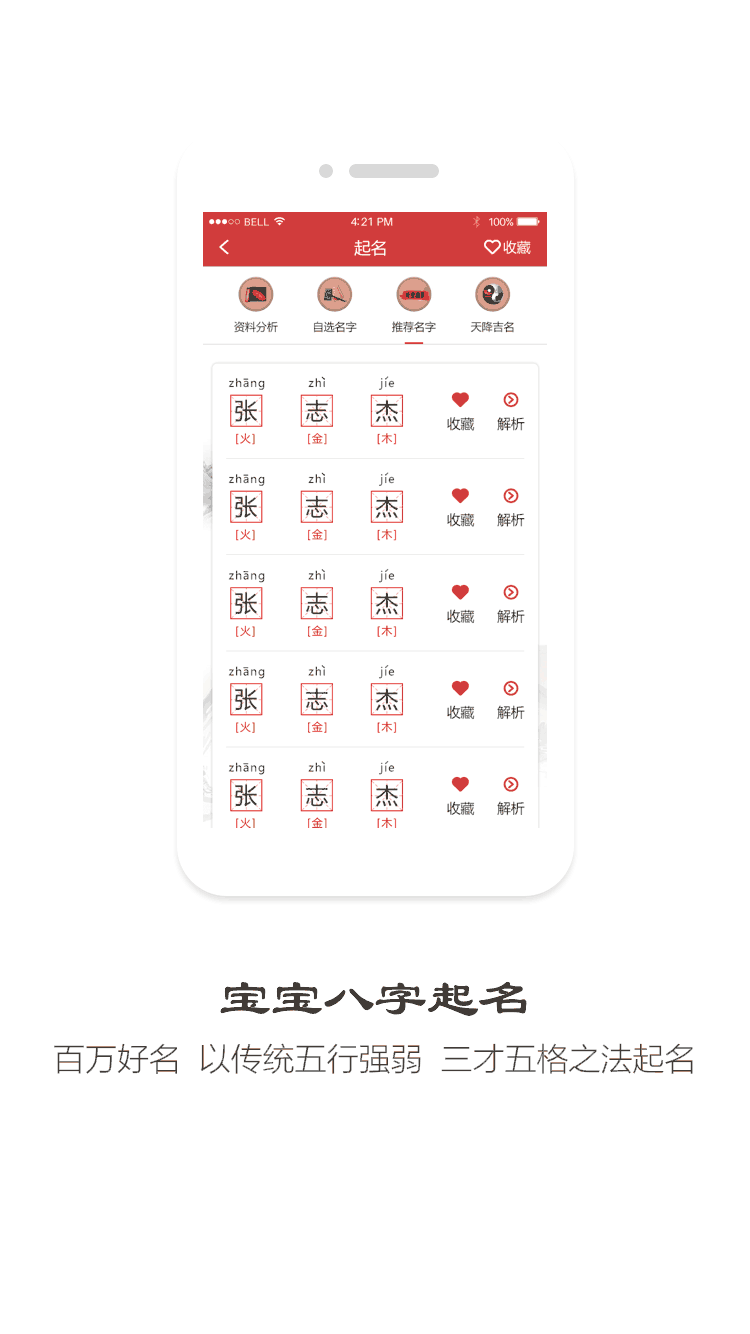 BELL 4:21 PM 100%
起名 收藏
资料分析 自选名字 推荐名字 天降吉名
zhāng zhì jíe
张 志 杰 收藏 解析
[火] [金] [木]
zhāng zhì jíe
张 志 杰 收藏 解析
[火] [金] [木]
zhāng zhì jíe
张 志 杰 收藏 解析
[火] [金] [木]
zhāng zhì jíe
张 志 杰 收藏 解析
[火] [金] [木]
zhāng zhì jíe
张 志 杰 收藏 解析
[火] [金] [木]
宝宝八字起名
百万好名 以传统五行强弱 三才五格之法起名